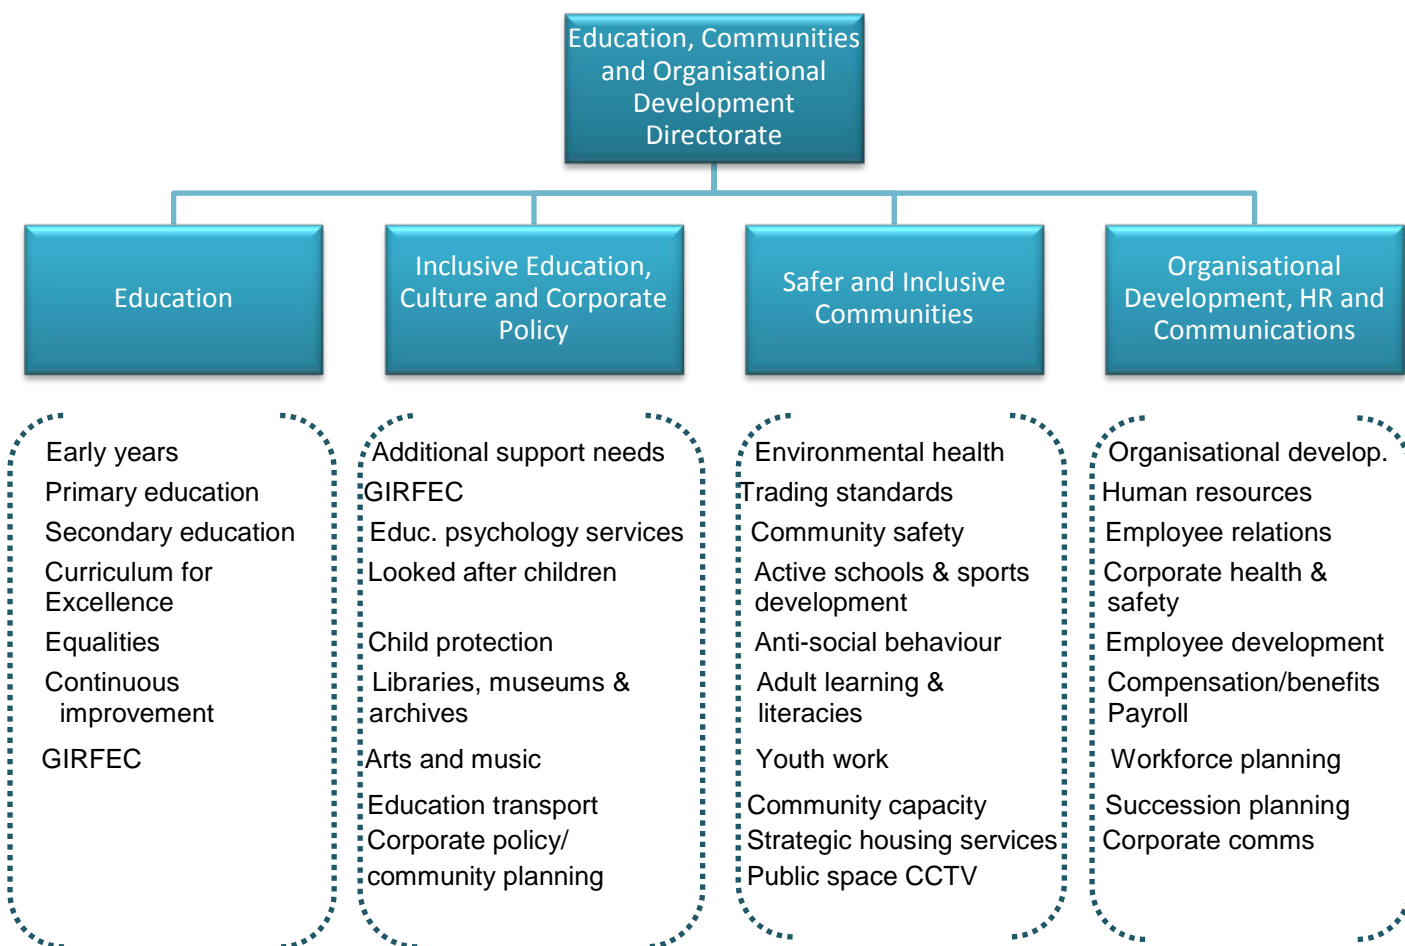 Education, Communities
and Organisational
Development
Directorate
Education
Inclusive Education,
Culture and Corporate
Policy
Safer and Inclusive
Communities
Organisational
Development, HR and
Communications
Early years
Primary education
Secondary education
Curriculum for
Excellence
Equalities
Continuous
improvement
GIRFEC
Additional support needs
GIRFEC
Educ. psychology services
Looked after children
Child protection
Libraries, museums &
archives
Arts and music
Education transport
Corporate policy/
community planning
Environmental health
Trading standards
Community safety
Active schools & sports
development
Anti-social behaviour
Adult learning &
literacies
Youth work
Community capacity
Strategic housing services
Public space CCTV
Organisational develop.
Human resources
Employee relations
Corporate health &
safety
Employee development
Compensation/benefits
Payroll
Workforce planning
Succession planning
Corporate comms